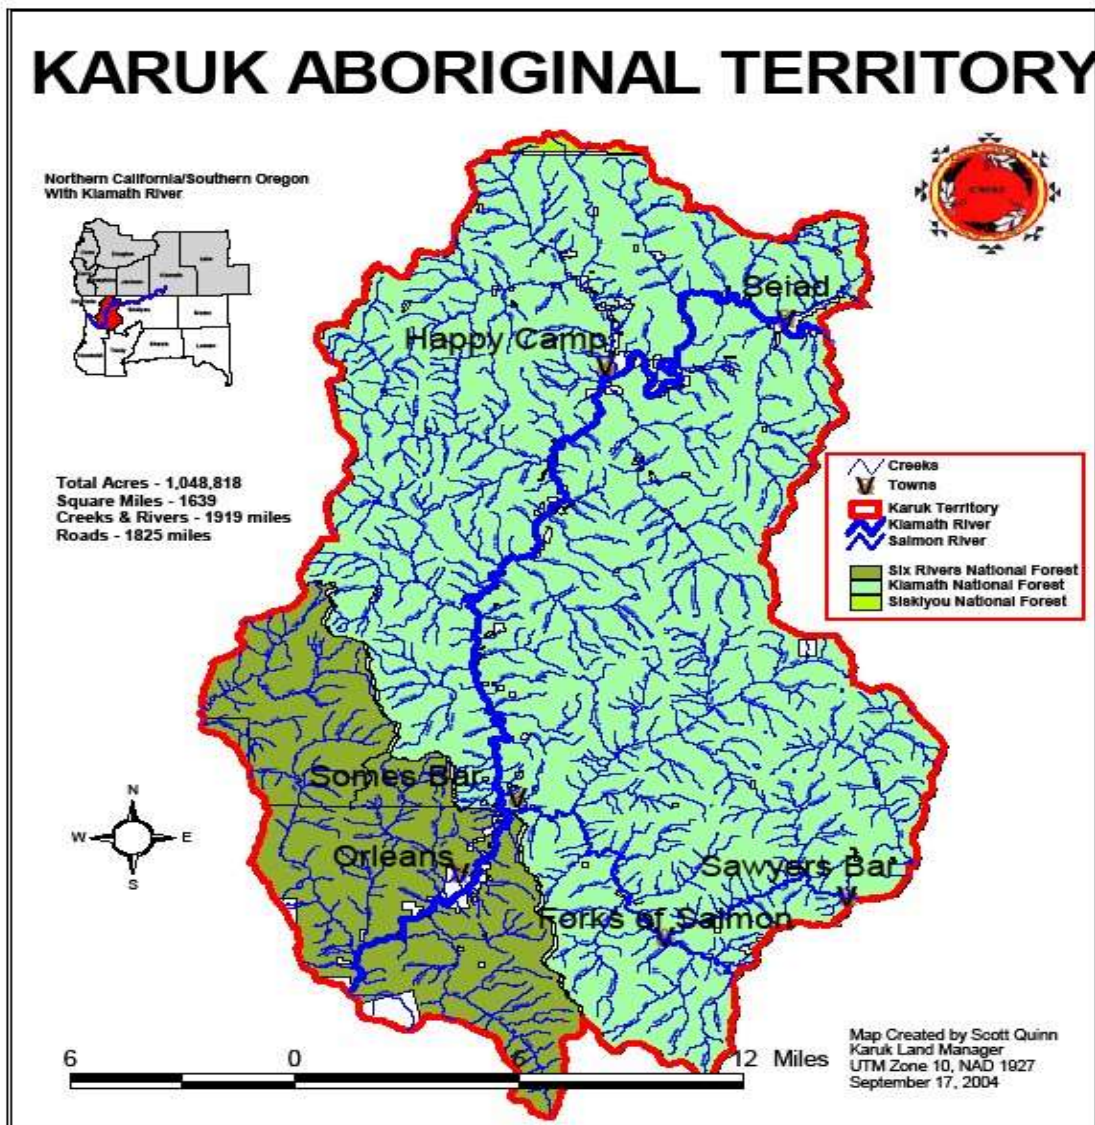 KARUK ABORIGINAL TERRITORY
Northern California/Southern Oregon
With Klamath River
Seiad
Happy Camp
Total Acres - 1,048,818
Square Miles - 1639
Creeks & Rivers - 1919 miles
Roads - 1825 miles
Creeks
Towns
Karuk Territory
Klamath River
Salmon River
Six Rivers National Forest
Klamath National Forest
Siskiyou National Forest
Somes Bar
N
W E
S
Orleans
Sawyers Bar
Forks of Salmon
6 0 6 12 Miles
Map Created by Scott Quinn
Karuk Land Manager
UTM Zone 10, NAD 1927
September 17, 2004